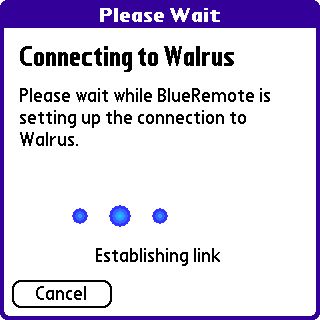 Please Wait
Connecting to Walrus
Please wait while BlueRemote is
setting up the connection to
Walrus.
Establishing link
Cancel